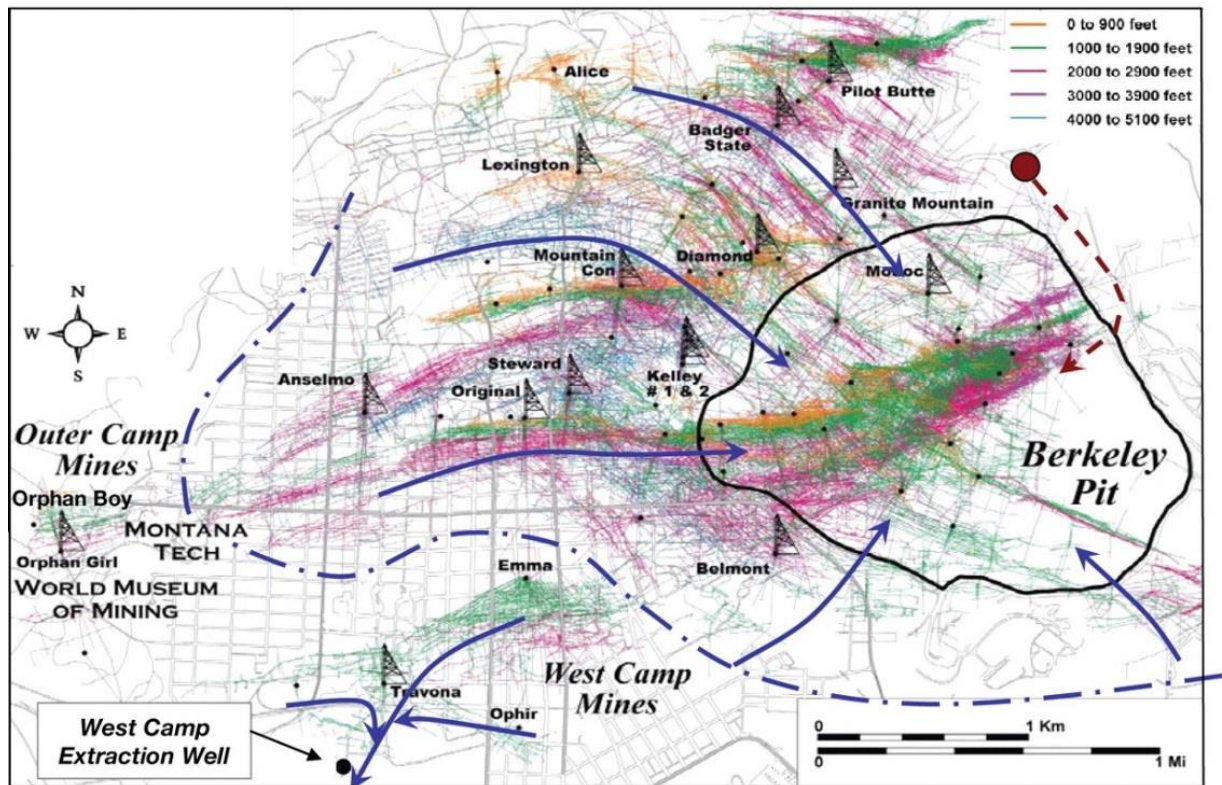 0 to 900 feet
1000 to 1900 feet
2000 to 2900 feet
3000 to 3900 feet
4000 to 5100 feet
Alice
Pilot Butte
Badger
State
Lexington
Granite Mountain
Mountain
Con
Diamond
Modoc
N
W E
S
Steward
Anselmo
Original
Kelley
# 1 & 2
Outer Camp
Mines
Berkeley
Pit
Orphan Boy
MONTANA
TECH
Orphan Girl
Emma
Belmont
WORLD MUSEUM
OF MINING
West Camp
Mines
Travona
Ophir
West Camp
Extraction Well
0 1 Km
0 1 Mi